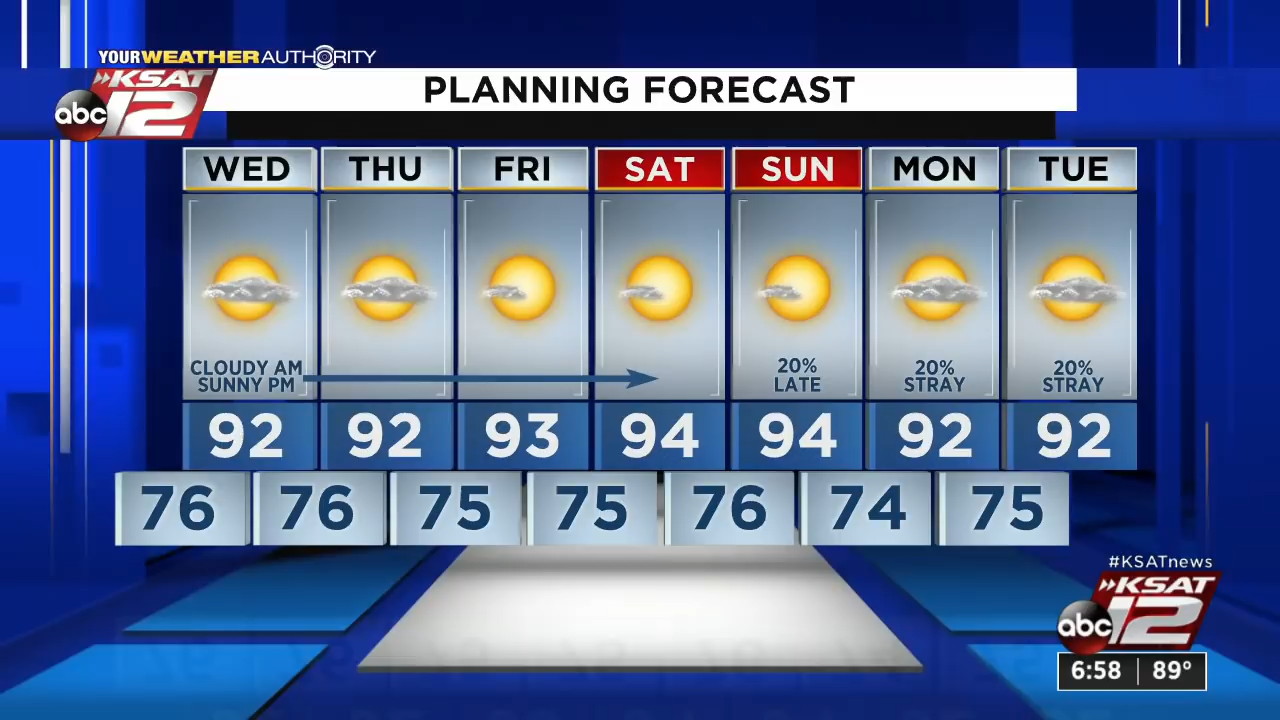 YOURWEATHERAUTHORITY
KSAT
abc 12
PLANNING FORECAST
WED THU FRI SAT SUN MON TUE
CLOUDY AM
SUNNY PM
20%
LATE
20%
STRAY
20%
STRAY
92 92 93 94 94 92 92
76 76 75 75 76 74 75
#KSATnews
KSAT
abc 12
6:58 | 89°